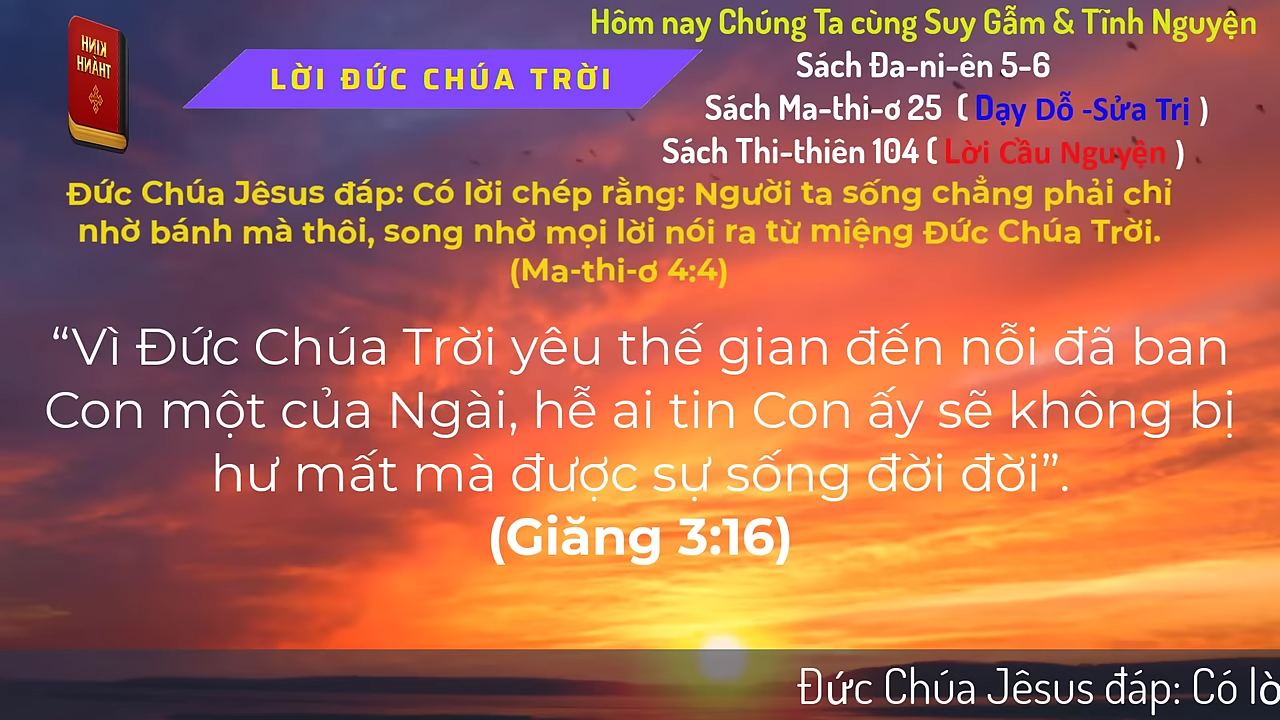 KINH
THÁNH
LỜI ĐỨC CHÚA TRỜI
Hôm nay Chúng Ta cùng Suy Gẫm & Tĩnh Nguyện
Sách Đa-ni-ên 5-6
Sách Ma-thi-ơ 25 ( Dạy Dỗ -Sửa Trị )
Sách Thi-thiên 104 ( Lời Cầu Nguyện )
Đức Chúa Jêsus đáp: Có lời chép rằng: Người ta sống chẳng phải chỉ
nhờ bánh mà thôi, song nhờ mọi lời nói ra từ miệng Đức Chúa Trời.
(Ma-thi-ơ 4:4)
“Vì Đức Chúa Trời yêu thế gian đến nỗi đã ban
Con một của Ngài, hễ ai tin Con ấy sẽ không bị
hư mất mà được sự sống đời đời”.
(Giăng 3:16)
Đức Chúa Jêsus đáp: Có lờ